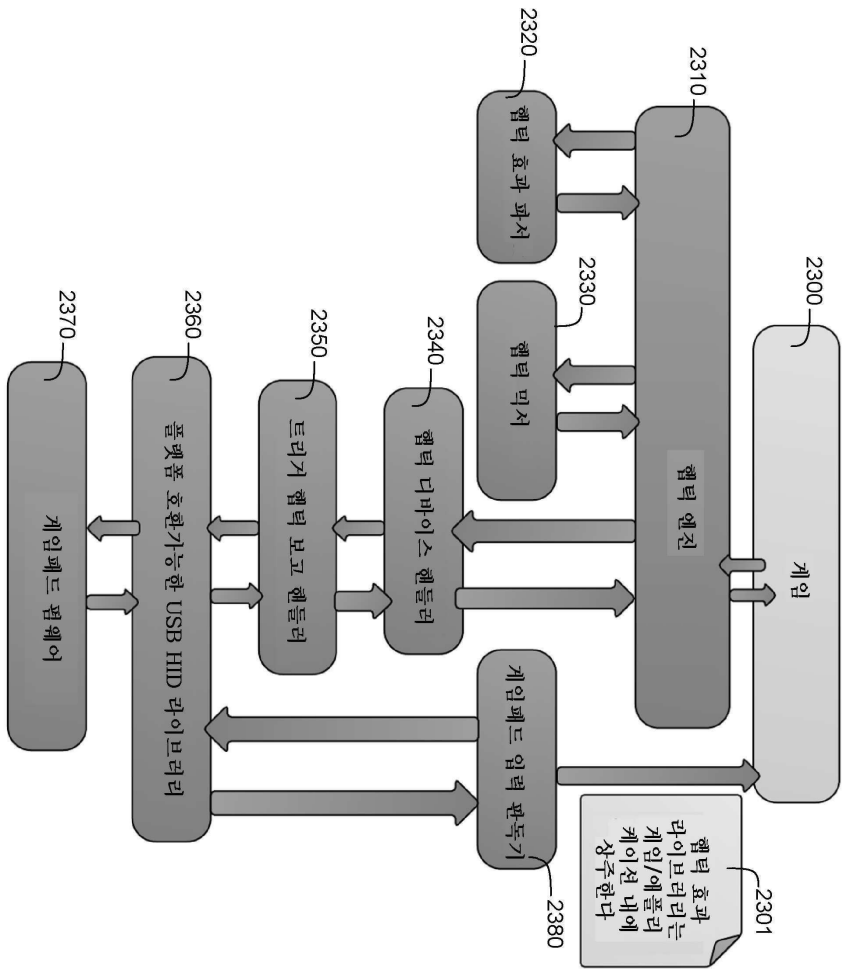 2300
게임
2301
햅틱 효과
라이브러리는
게임/애플리
케이션 내에
상주한다
2310
햅틱 엔진
2320
햅틱 효과 파서
2330
햅틱 믹서
2380
게임패드 입력 판독기
2340
햅틱 디바이스 핸들러
2350
트리거 햅틱 보고 핸들러
2360
플랫폼 호환가능한 USB HID 라이브러리
2370
게임패드 펌웨어